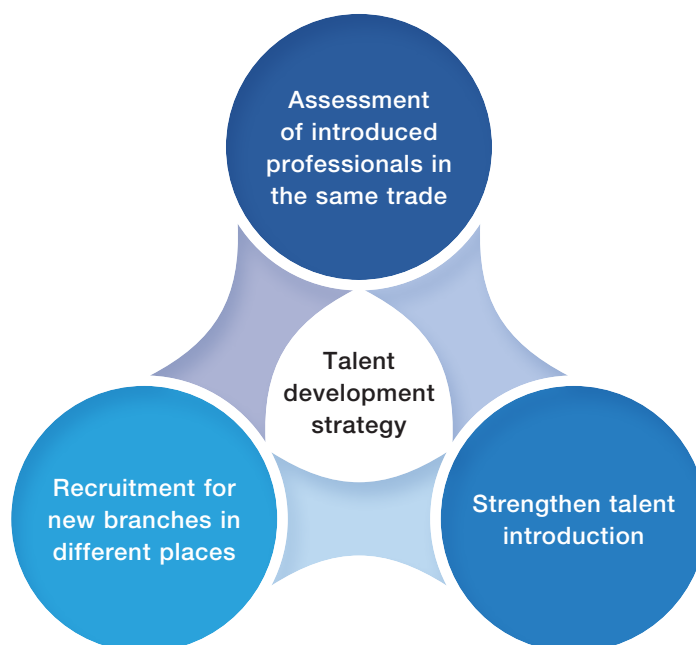 Assessment
of introduced
professionals in
the same trade
Talent
development
strategy
Recruitment for
new branches in
different places
Strengthen talent
introduction